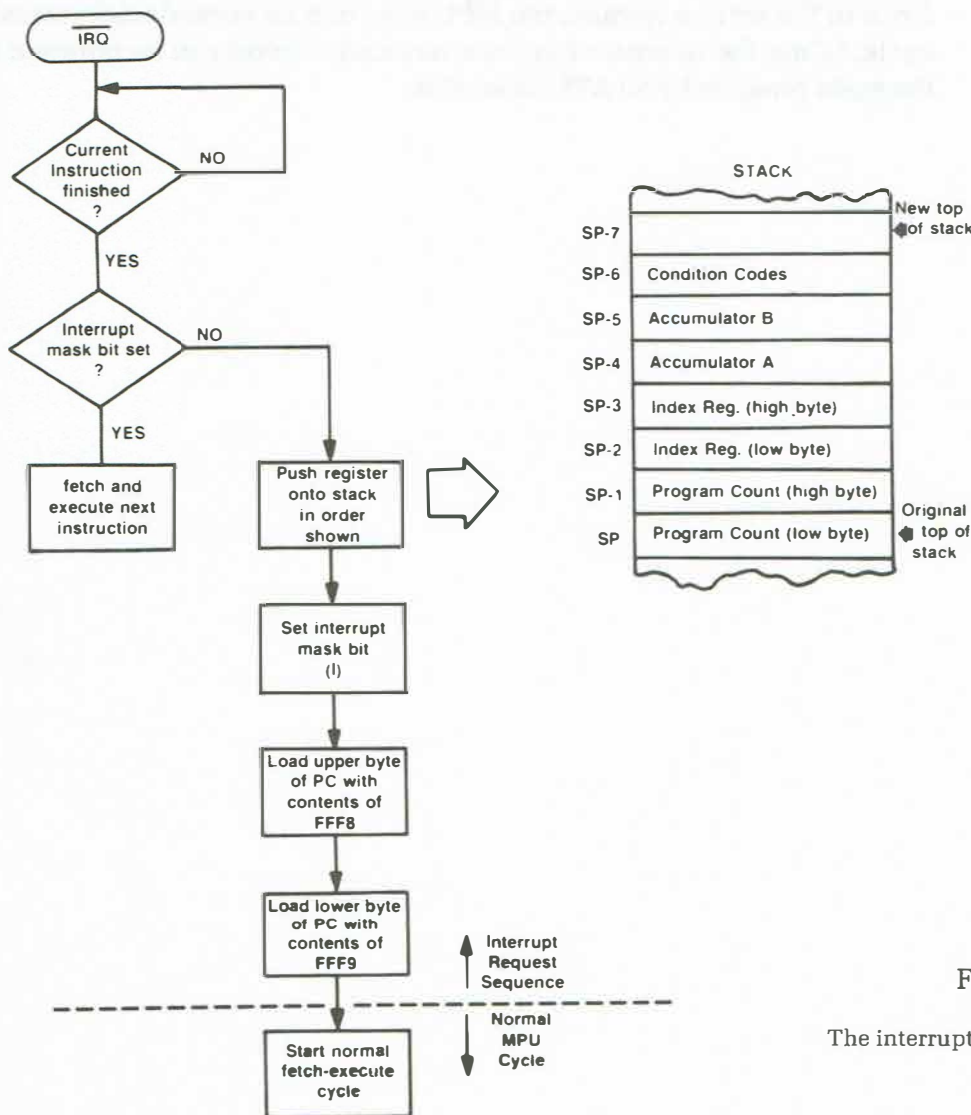 IRQ
Current
Instruction
finished
?
NO
YES
Interrupt
mask bit set
?
NO
YES
fetch and
execute next
instruction
Push register
onto stack
in order
shown
Set interrupt
mask bit
(I)
Load upper byte
of PC with
contents of
FFF8
Load lower byte
of PC with
contents of
FFF9
Interrupt
Request
Sequence
Normal
MPU
Cycle
Start normal
fetch-execute
cycle
STACK
New top
of stack
SP-7
SP-6 Condition Codes
SP-5 Accumulator B
SP-4 Accumulator A
SP-3 Index Reg. (high byte)
SP-2 Index Reg. (low byte)
SP-1 Program Count (high byte)
SP Program Count (low byte)
Original
top of
stack
F
The interrupt